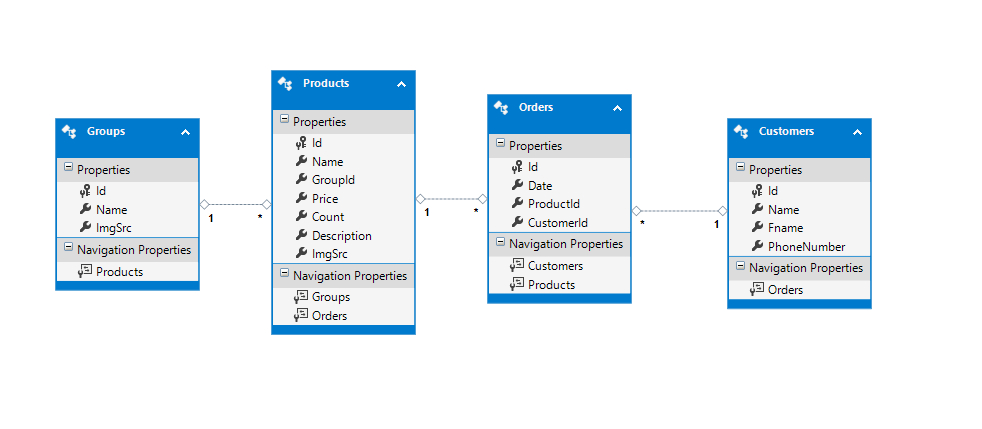 Groups
Properties
Id
Name
ImgSrc
Navigation Properties
Products
1
*
Products
Properties
Id
Name
GroupId
Price
Count
Description
ImgSrc
Navigation Properties
Groups
Orders
1
*
Orders
Properties
Id
Date
ProductId
CustomerId
Navigation Properties
Customers
Products
*
1
Customers
Properties
Id
Name
Fname
PhoneNumber
Navigation Properties
Orders